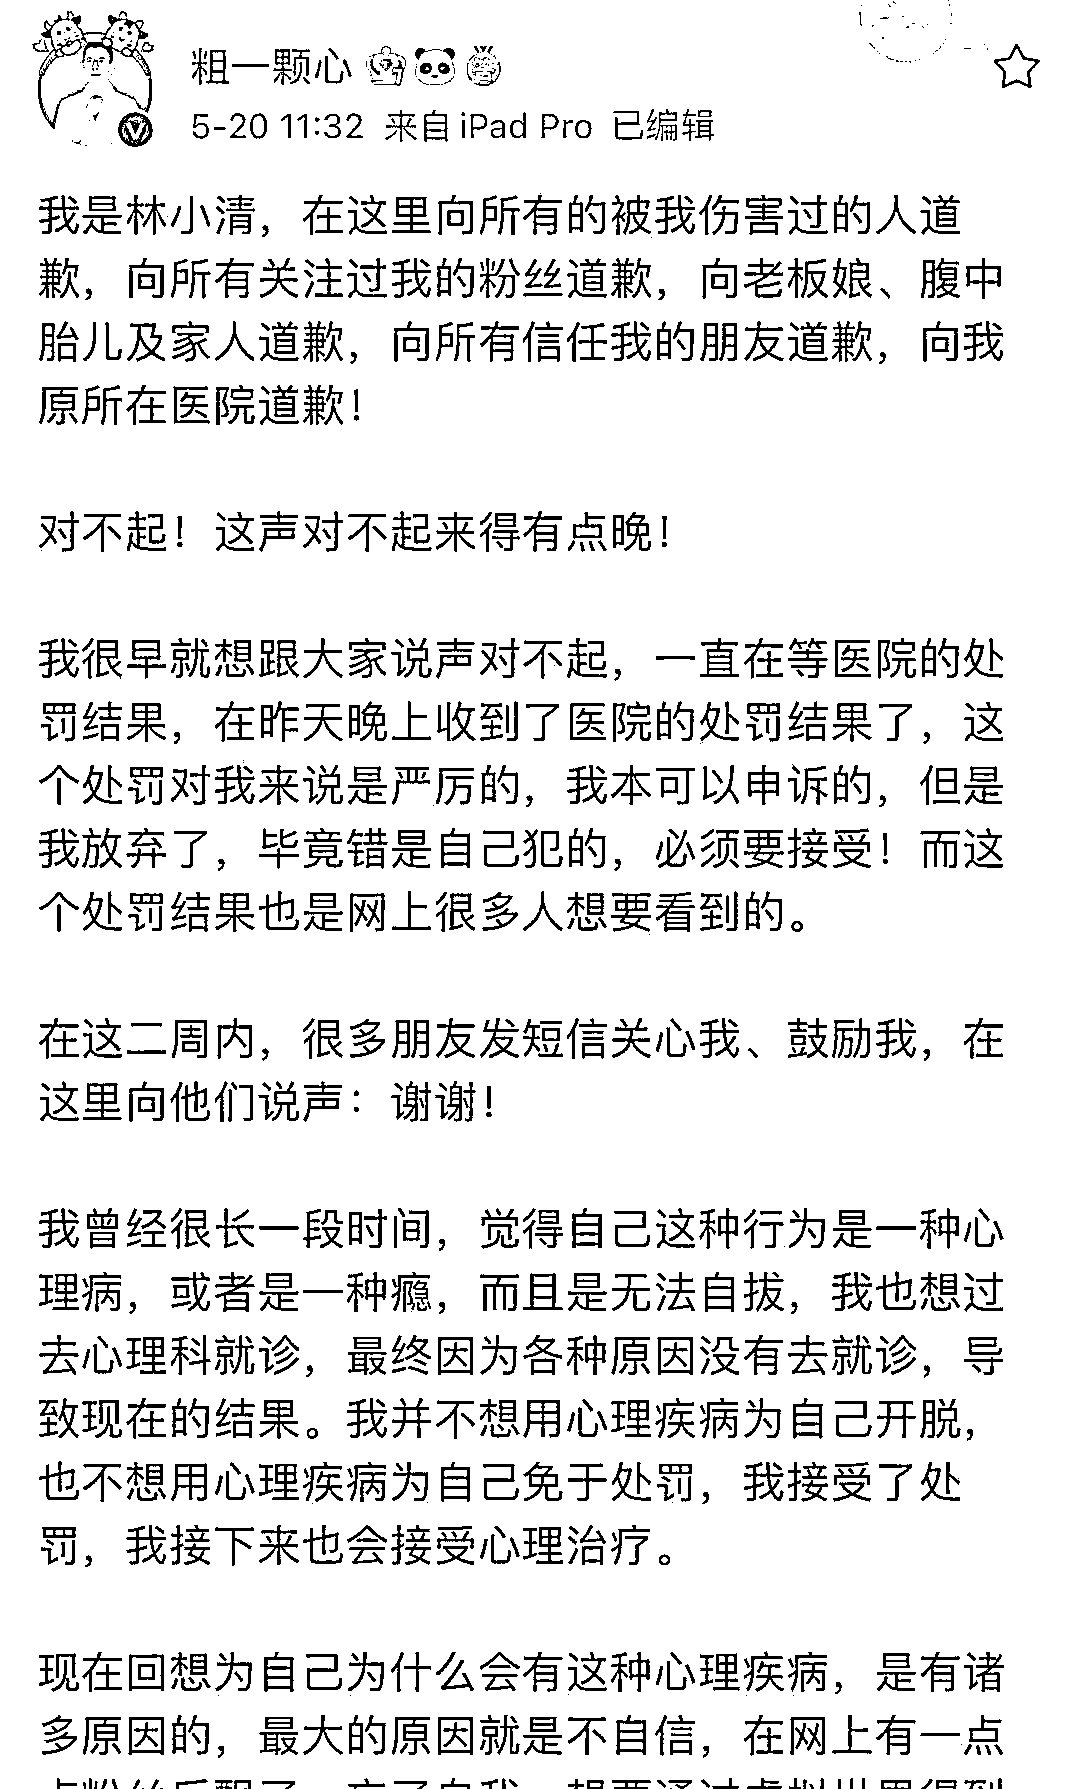 粗一颗心
5-20 11:32 来自 iPad Pro 已编辑
我是林小清，在这里向所有的被我伤害过的人道
歉，向所有关注过我的粉丝道歉，向老板娘、腹中
胎儿及家人道歉，向所有信任我的朋友道歉，向我
原所在医院道歉！
对不起！这声对不起来得有点晚！
我很早就想跟大家说声对不起，一直在等医院的处
罚结果，在昨天晚上收到了医院的处罚结果了，这
个处罚对我来说是严厉的，我本可以申诉的，但是
我放弃了，毕竟错是自己犯的，必须要接受！而这
个处罚结果也是网上很多人想要看到的。
在这二周内，很多朋友发短信关心我、鼓励我，在
这里向他们说声：谢谢！
我曾经很长一段时间，觉得自己这种行为是一种心
理病，或者是一种瘾，而且是无法自拔，我也想过
去心理科就诊，最终因为各种原因没有去就诊，导
致现在的结果。我并不想用心理疾病为自己开脱，
也不想用心理疾病为自己免于处罚，我接受了处
罚，我接下来也会接受心理治疗。
现在回想为自己为什么会有这种心理疾病，是有诸
多原因的，最大的原因就是不自信，在网上有一点